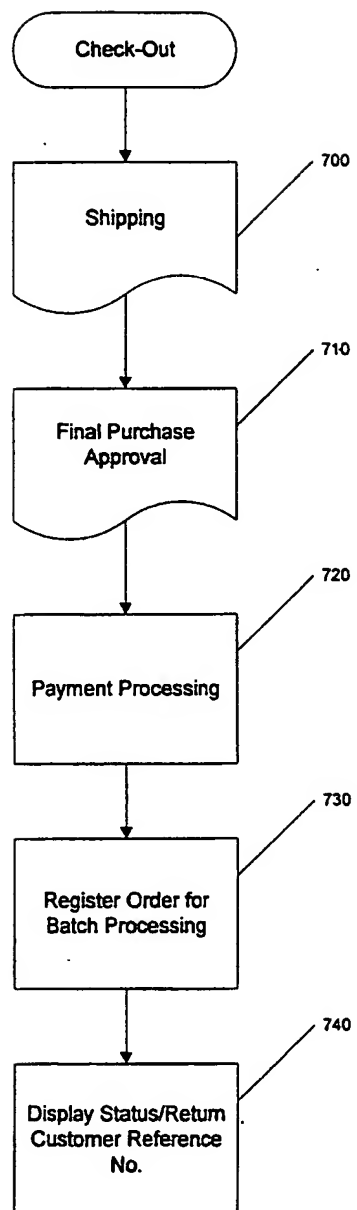 Check-Out
700
Shipping
710
Final Purchase
Approval
720
Payment Processing
730
Register Order for
Batch Processing
740
Display Status/Return
Customer Reference
No.